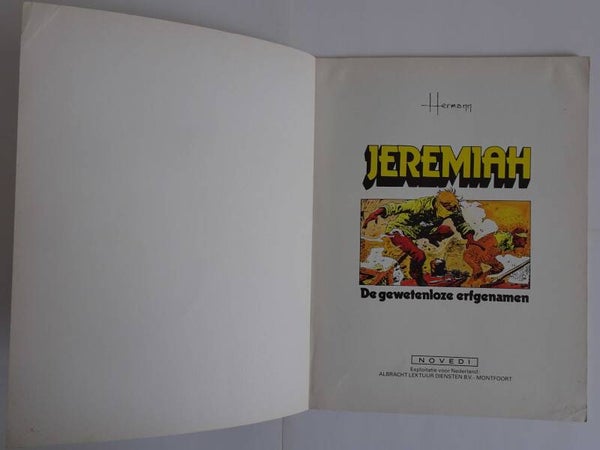 Hermann
JEREMIAH
De gewetenloze erfgenamen
NOVEDI
Exploitatie voor Nederland:
ALBRACHT LEKTUUR DIENSTEN B.V. - MONTFOORT